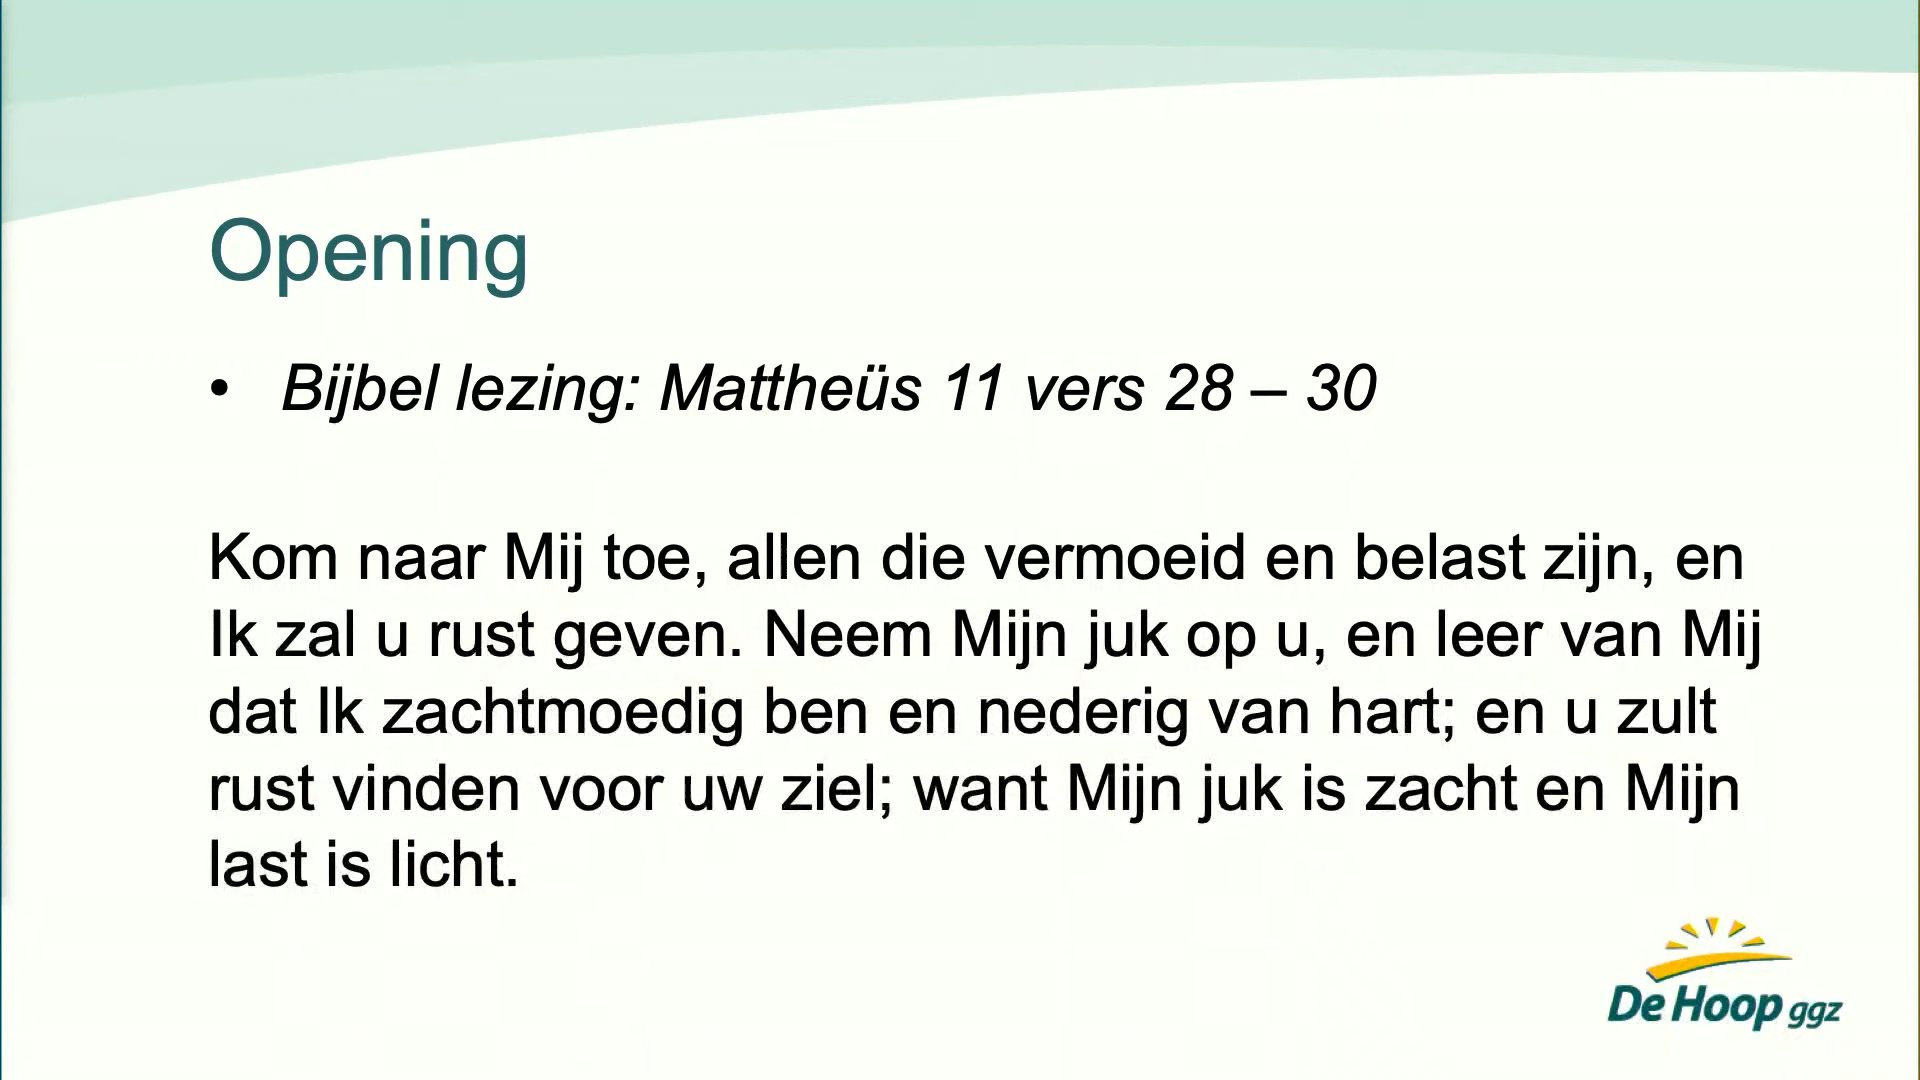 Opening
• Bijbel lezing: Mattheüs 11 vers 28 – 30
Kom naar Mij toe, allen die vermoeid en belast zijn, en
Ik zal u rust geven. Neem Mijn juk op u, en leer van Mij
dat Ik zachtmoedig ben en nederig van hart; en u zult
rust vinden voor uw ziel; want Mijn juk is zacht en Mijn
last is licht.
De Hoop ggz